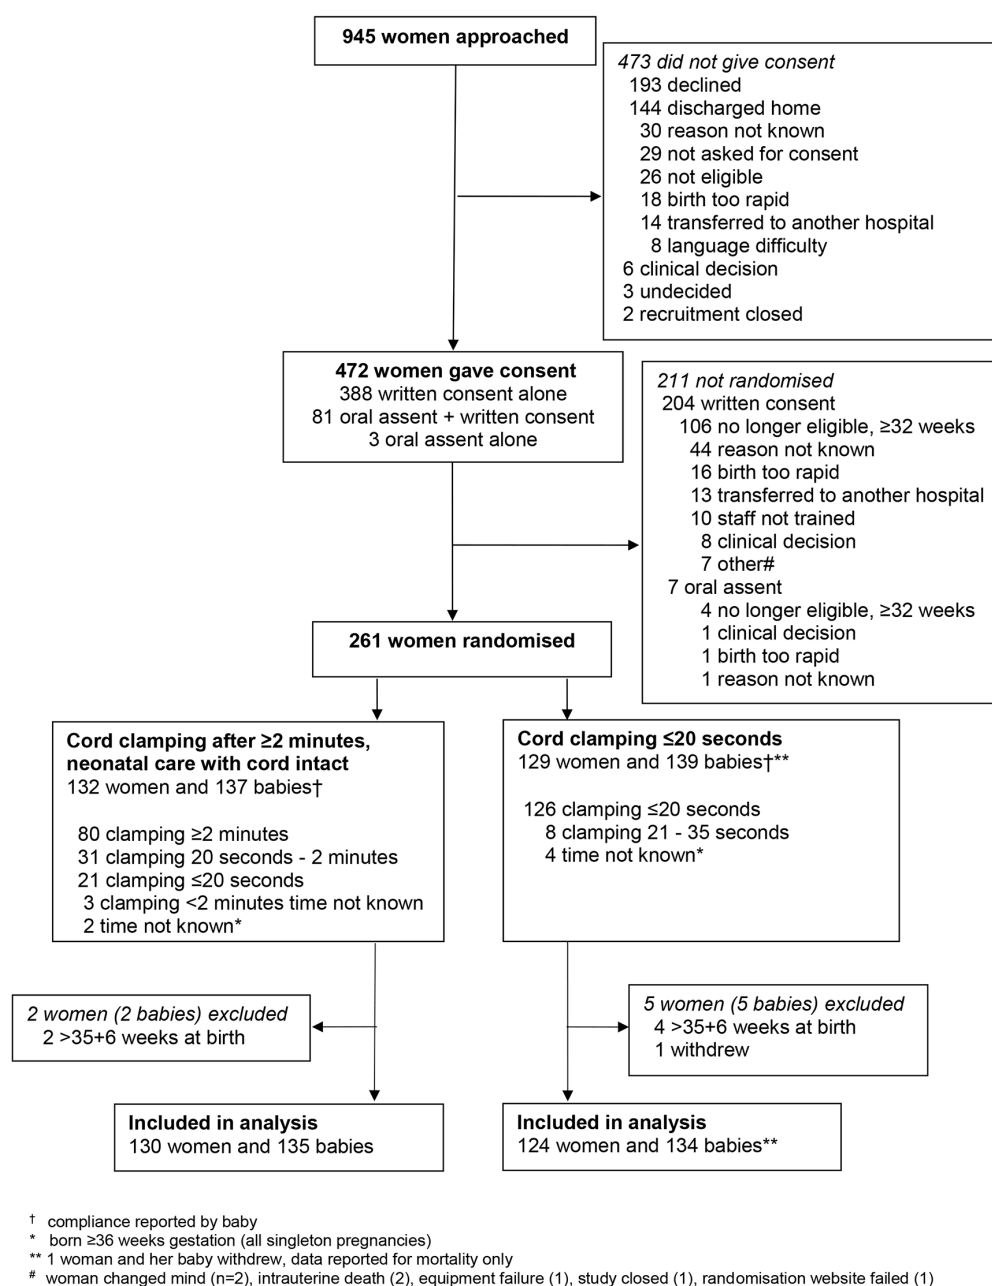 945 women approached
473 did not give consent
193 declined
144 discharged home
30 reason not known
29 not asked for consent
26 not eligible
18 birth too rapid
14 transferred to another hospital
8 language difficulty
6 clinical decision
3 undecided
2 recruitment closed
472 women gave consent
388 written consent alone
81 oral assent + written consent
3 oral assent alone
211 not randomised
204 written consent
106 no longer eligible, ≥32 weeks
44 reason not known
16 birth too rapid
13 transferred to another hospital
10 staff not trained
8 clinical decision
7 other#
7 oral assent
4 no longer eligible, ≥32 weeks
1 clinical decision
1 birth too rapid
1 reason not known
261 women randomised
Cord clamping after ≥2 minutes,
neonatal care with cord intact
132 women and 137 babies†
80 clamping ≥2 minutes
31 clamping 20 seconds - 2 minutes
21 clamping ≤20 seconds
3 clamping <2 minutes time not known
2 time not known*
Cord clamping ≤20 seconds
129 women and 139 babies†**
126 clamping ≤20 seconds
8 clamping 21 - 35 seconds
4 time not known*
2 women (2 babies) excluded
2 >35+6 weeks at birth
5 women (5 babies) excluded
4 >35+6 weeks at birth
1 withdrew
Included in analysis
130 women and 135 babies
Included in analysis
124 women and 134 babies**
† compliance reported by baby
* born ≥36 weeks gestation (all singleton pregnancies)
** 1 woman and her baby withdrew, data reported for mortality only
# woman changed mind (n=2), intrauterine death (2), equipment failure (1), study closed (1), randomisation website failed (1)